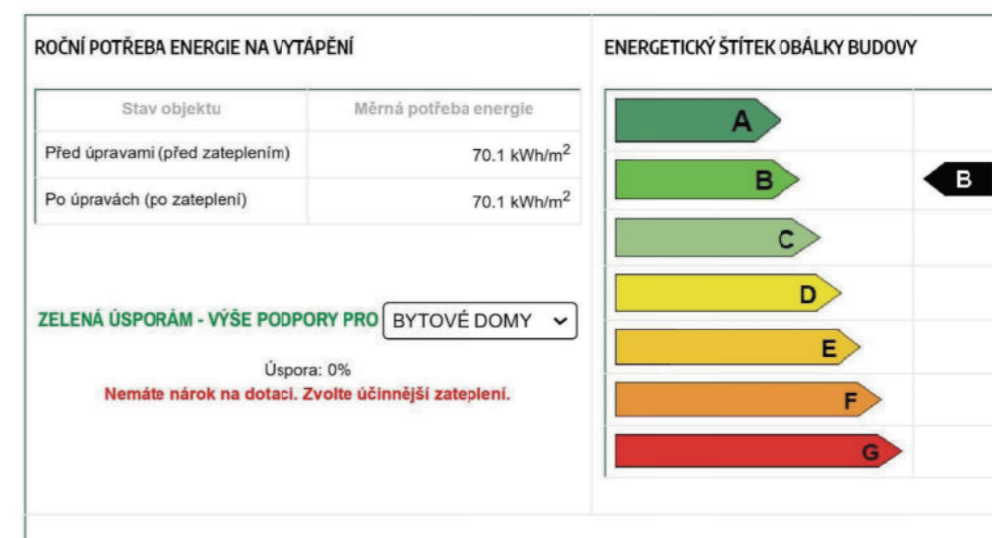 ROČNÍ POTŘEBA ENERGIE NA VYTÁPĚNÍ
Stav objektu Měrná potřeba energie
Před úpravami (před zateplením) 70.1 kWh/m²
Po úpravách (po zateplení) 70.1 kWh/m²
ZELENÁ ÚSPORÁM - VÝŠE PODPORY PRO BYTOVÉ DOMY
Úspora: 0%
Nemáte nárok na dotaci. Zvolte účinnější zateplení.
ENERGETICKÝ ŠTÍTEK OBÁLKY BUDOVY
A
B B
C
D
E
F
G